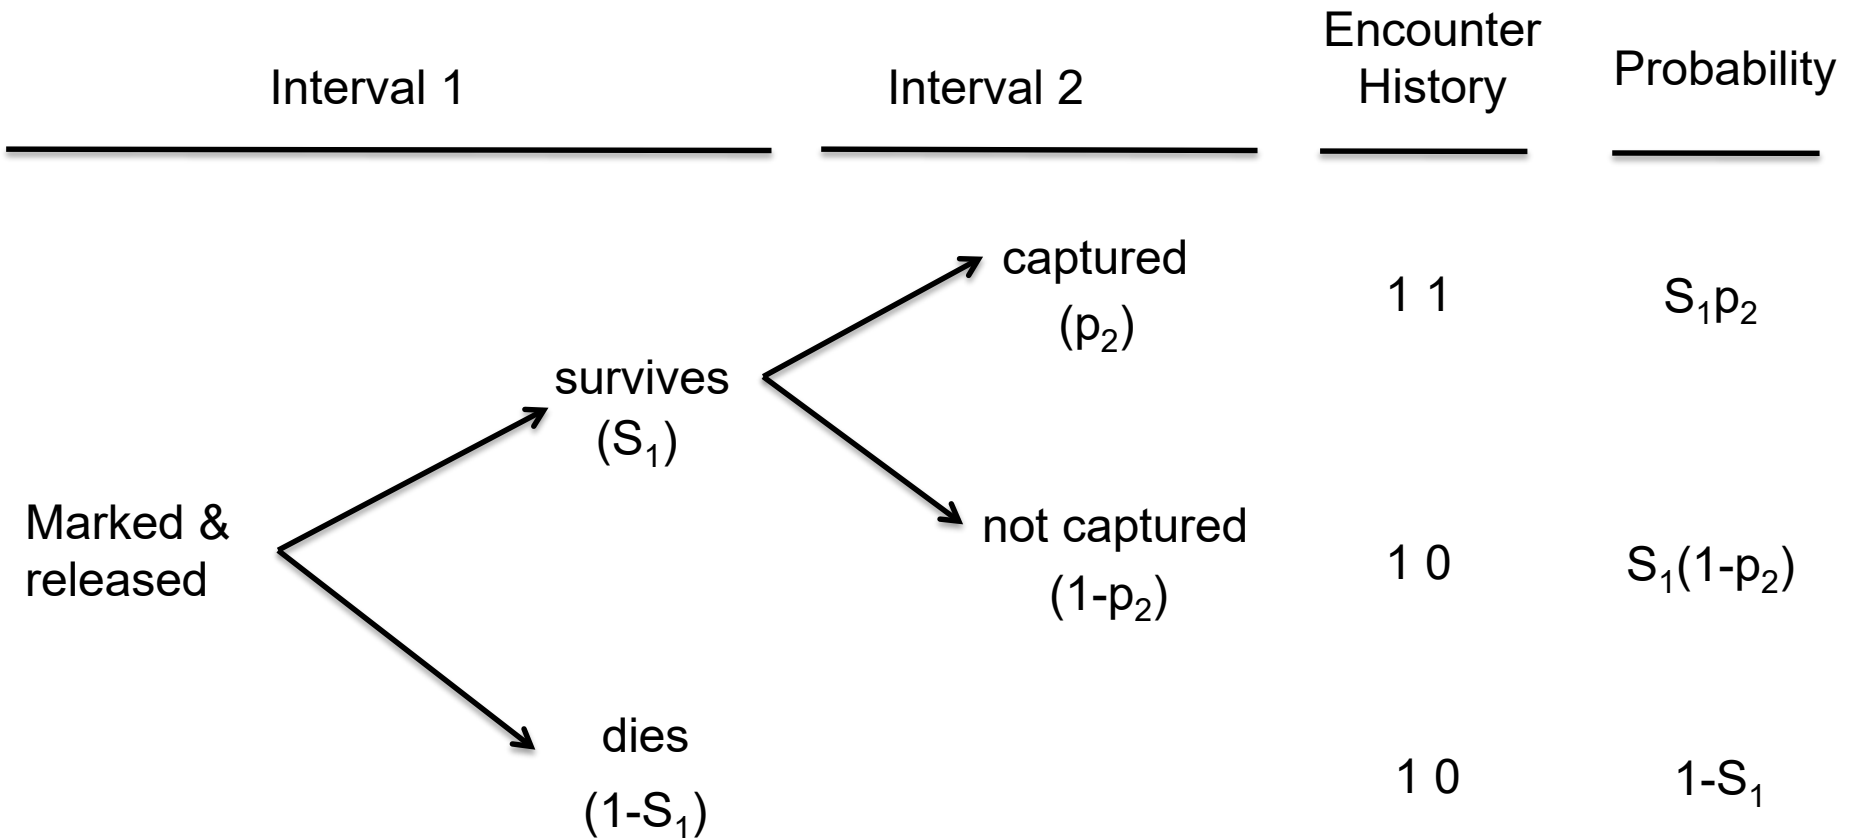 Interval 1
Interval 2
Encounter
History
Probability
captured
(p₂)
1 1
S₁p₂
survives
(S₁)
Marked &
released
not captured
(1-p₂)
1 0
S₁(1-p₂)
dies
(1-S₁)
1 0
1-S₁